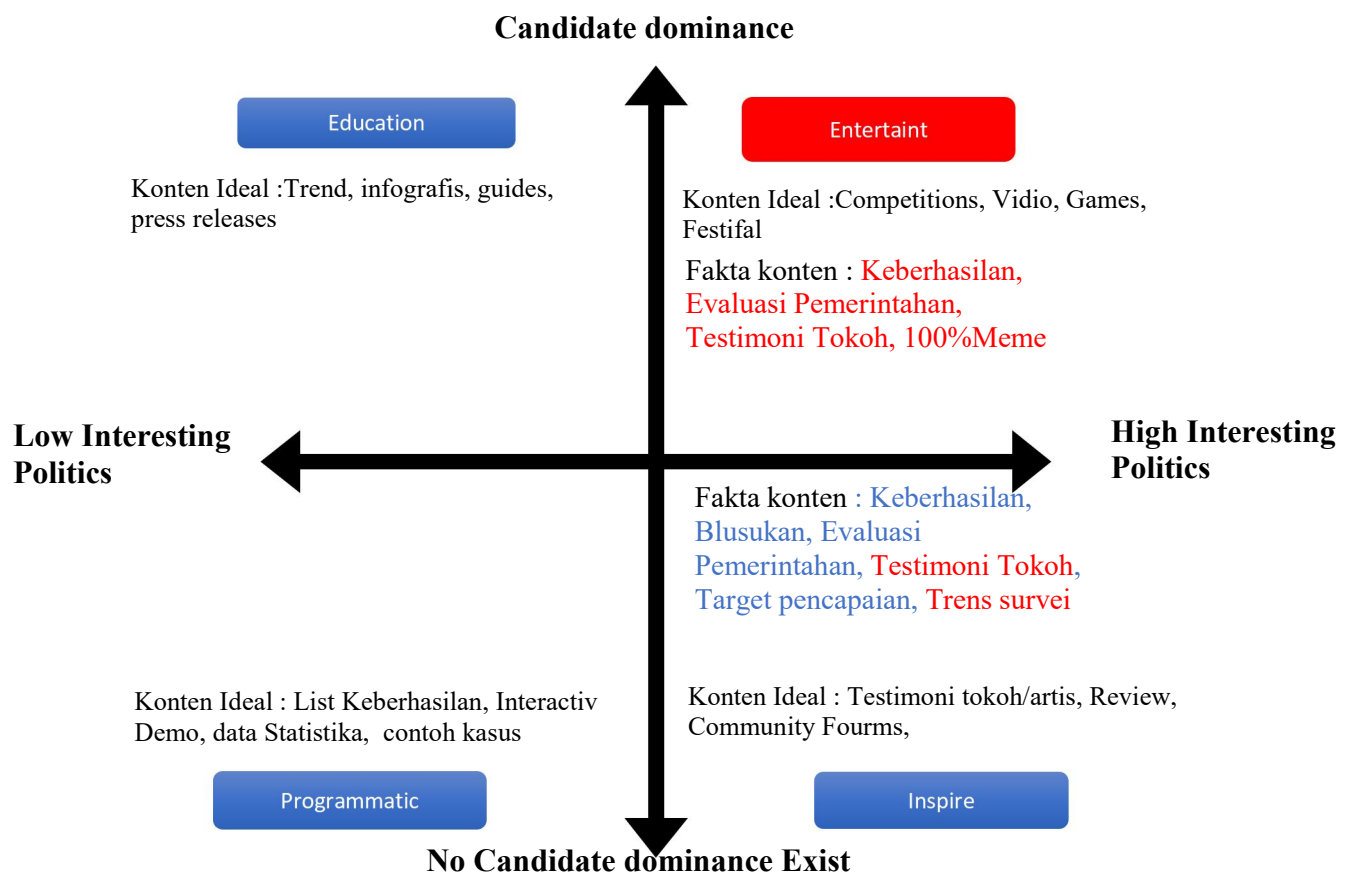 Candidate dominance
Education
Entertaint
Konten Ideal :Trend, infografis, guides,
press releases
Konten Ideal :Competitions, Vidio, Games,
Festifal
Fakta konten : Keberhasilan,
Evaluasi Pemerintahan,
Testimoni Tokoh, 100%Meme
Low Interesting
Politics
High Interesting
Politics
Fakta konten : Keberhasilan,
Blusukan, Evaluasi
Pemerintahan, Testimoni Tokoh,
Target pencapaian, Trens survei
Konten Ideal : List Keberhasilan, Interactiv
Demo, data Statistika, contoh kasus
Konten Ideal : Testimoni tokoh/artis, Review,
Community Fourms,
Programmatic
Inspire
No Candidate dominance Exist